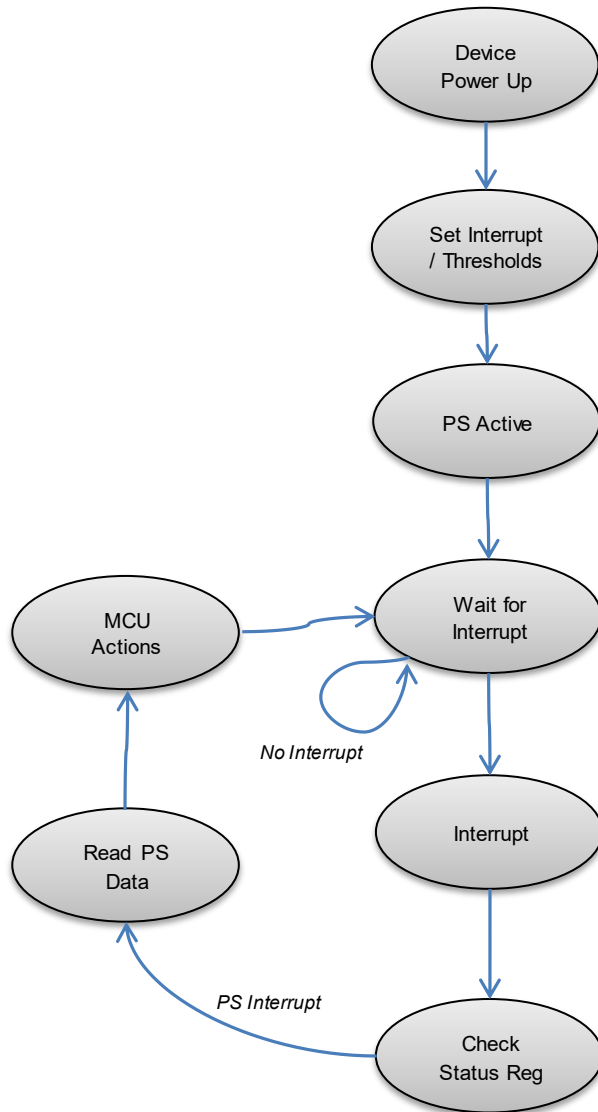 Device
Power Up
Set Interrupt
/ Thresholds
PS Active
Wait for
Interrupt
MCU
Actions
No Interrupt
Interrupt
Read PS
Data
PS Interrupt
Check
Status Reg